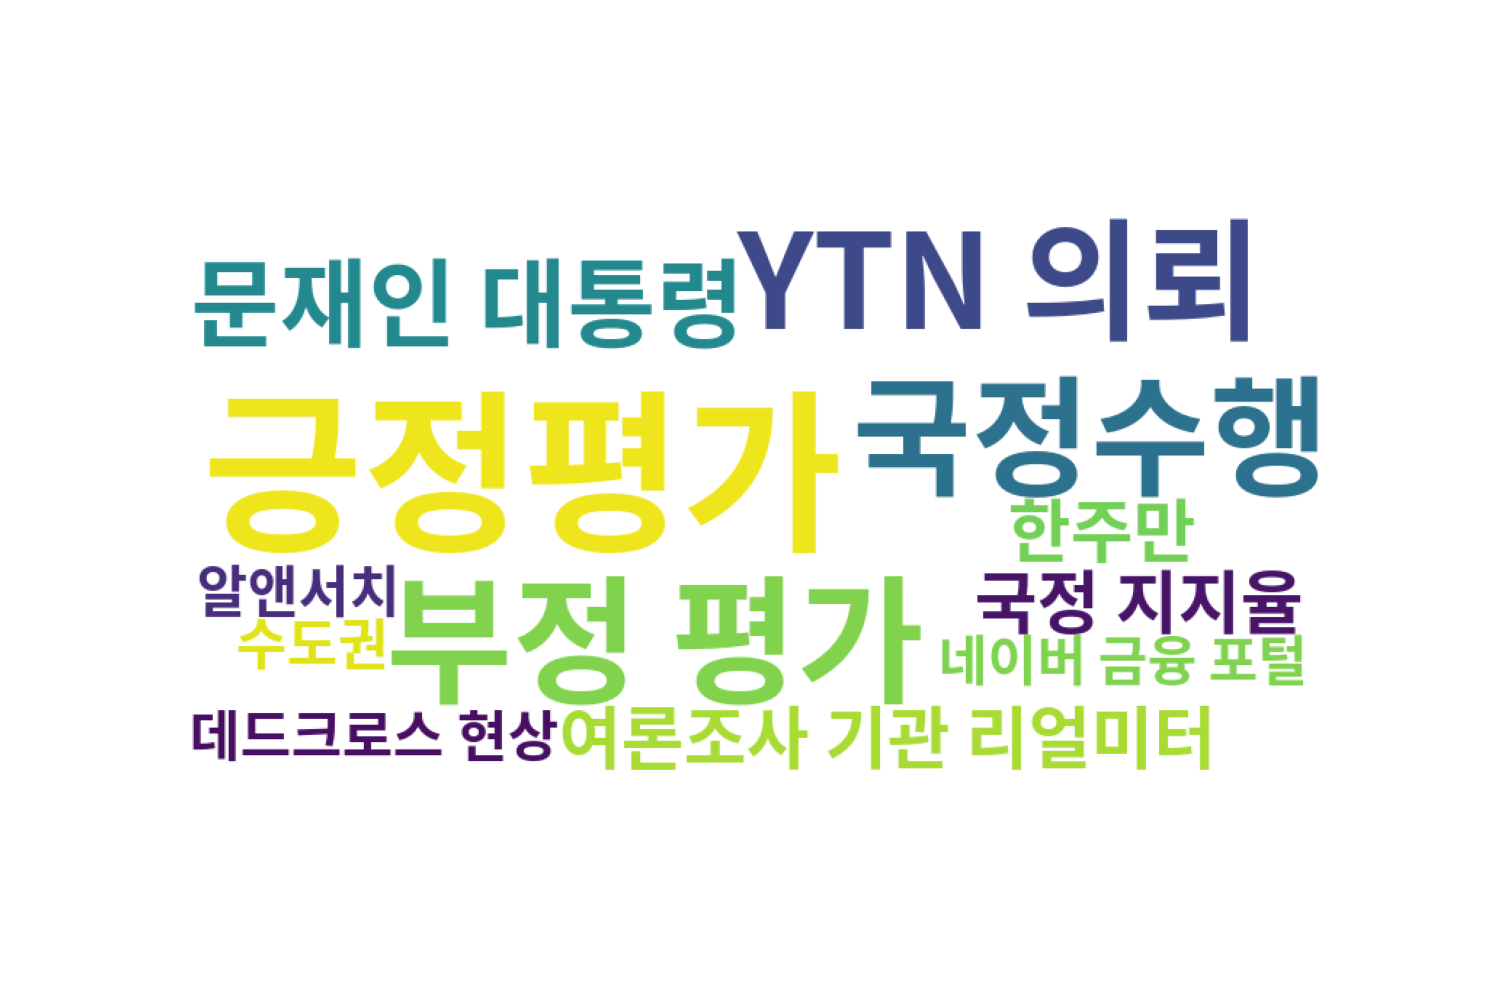 문재인 대통령
YTN 의뢰
긍정평가
국정수행
한주만
알앤서치
국정 지지율
수도권
부정 평가
네이버 금융 포털
데드크로스 현상
여론조사 기관 리얼미터